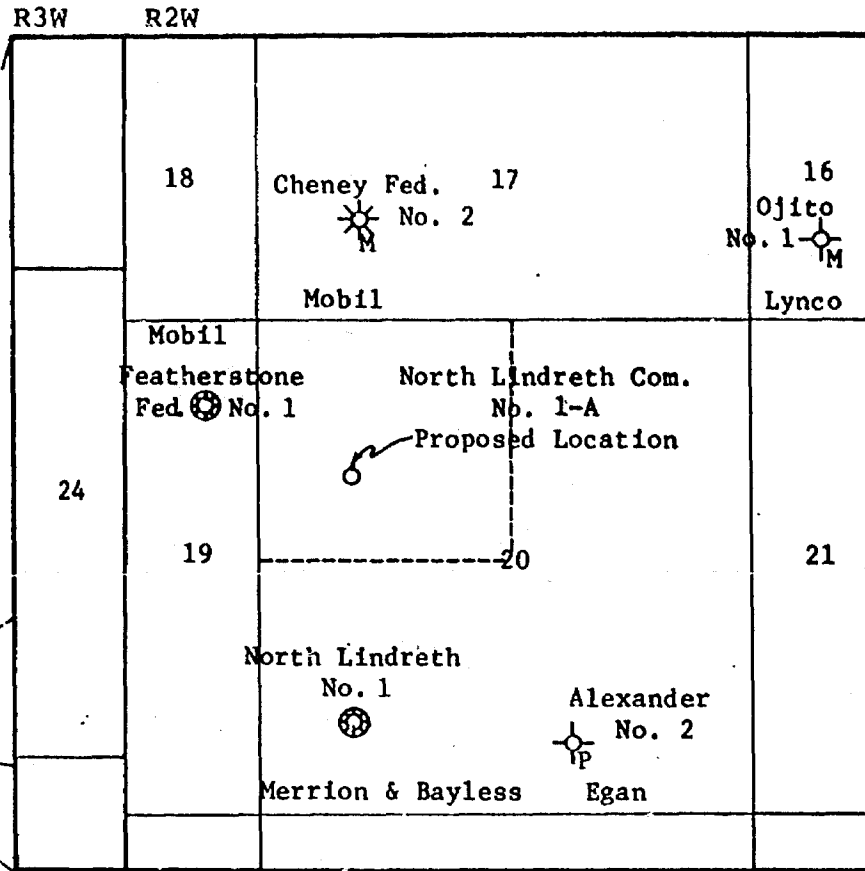 R3W R2W
18
Cheney Fed. 17
No. 2
M
16
Ojito
No. 1
M
Mobil
Lynco
Mobil
Featherstone
Fed. No. 1
North Lindreth Com.
No. 1-A
Proposed Location
24
19
20
21
North Lindreth
No. 1
Alexander
No. 2
P
Merrion & Bayless
Egan